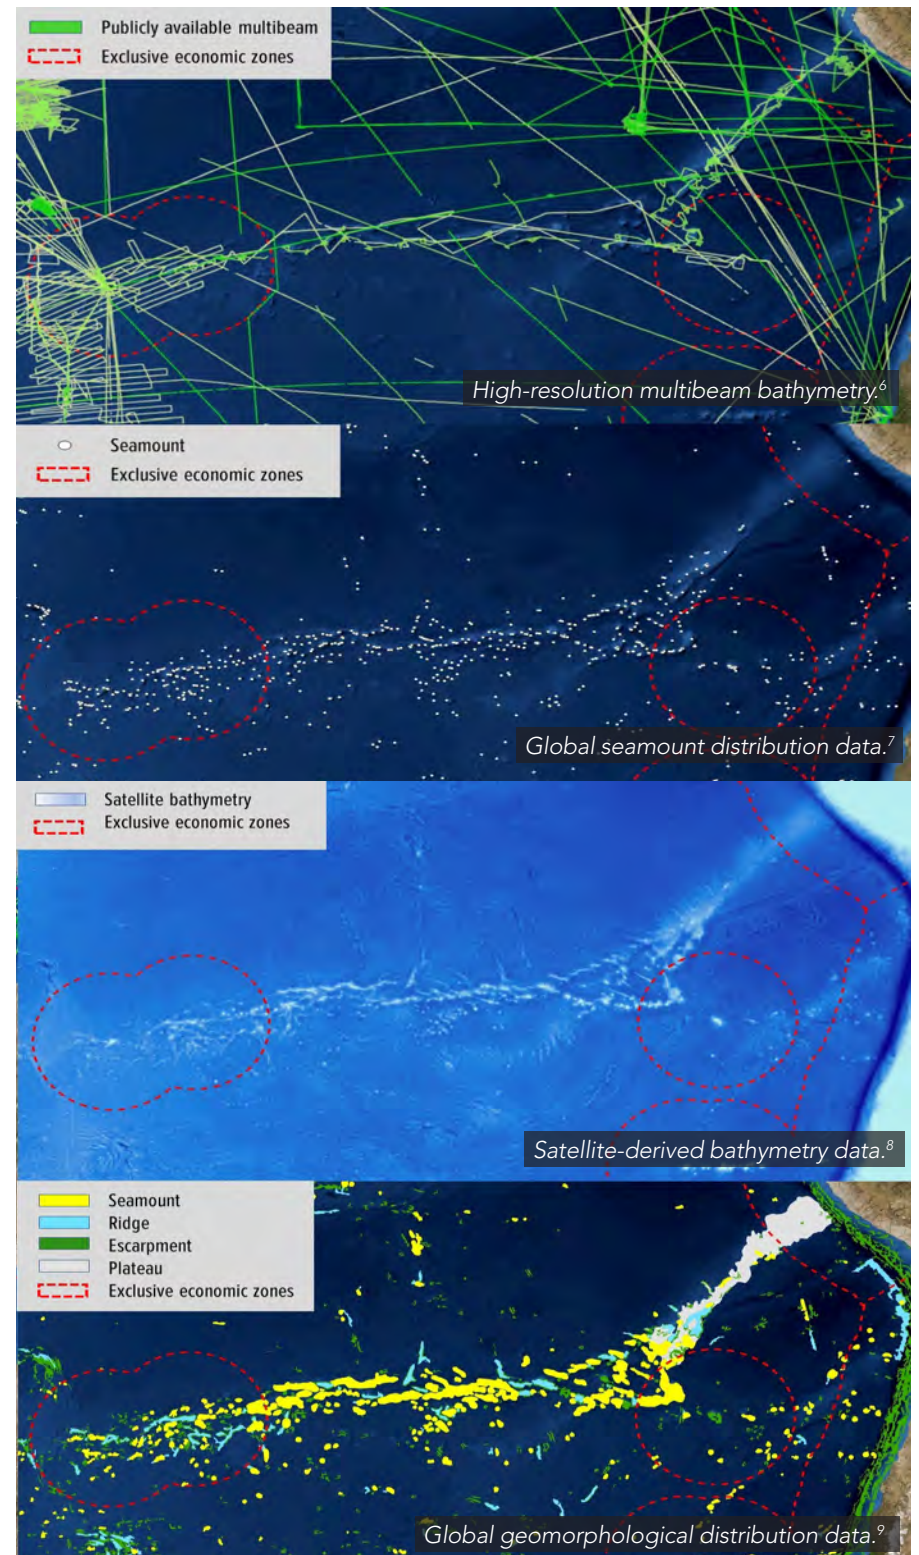 Publicly available multibeam
Exclusive economic zones
High-resolution multibeam bathymetry.6
Seamount
Exclusive economic zones
Global seamount distribution data.7
Satellite bathymetry
Exclusive economic zones
Satellite-derived bathymetry data.8
Seamount
Ridge
Escarpment
Plateau
Exclusive economic zones
Global geomorphological distribution data.9.